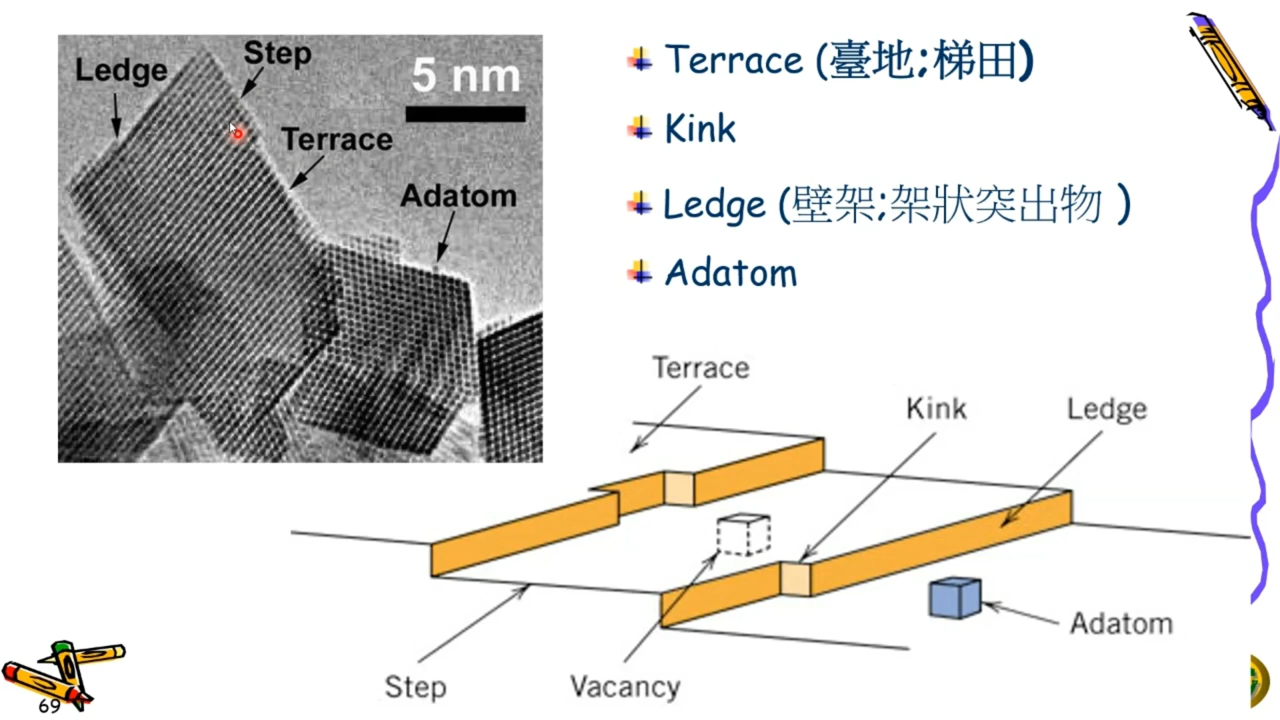 Ledge
Step
5 nm
Terrace
Adatom
Terrace (臺地;梯田)
Kink
Ledge (壁架;架狀突出物 )
Adatom
Terrace
Kink
Ledge
Adatom
Step
Vacancy
69